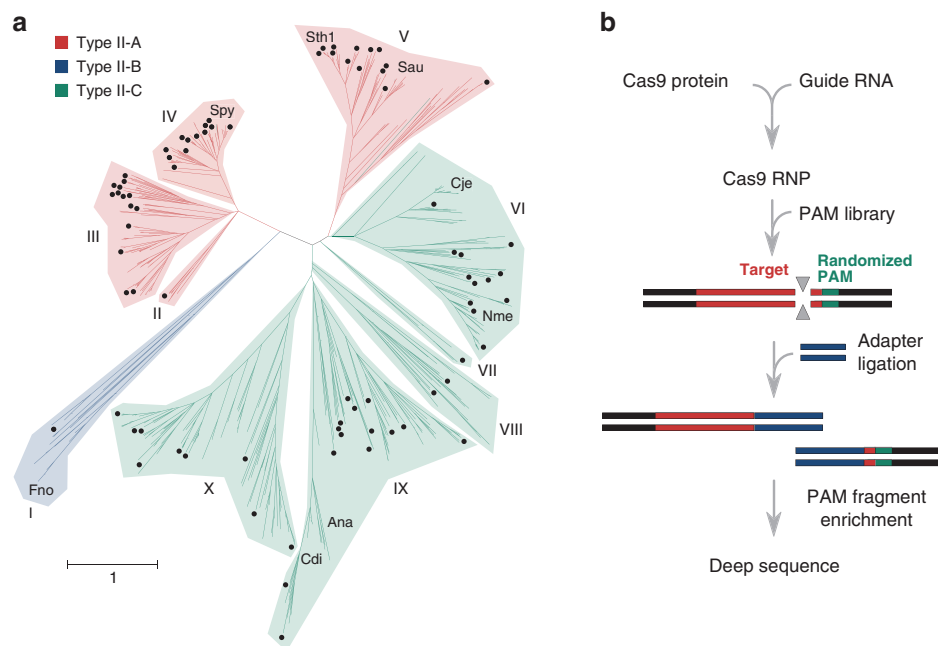 a
Type II-A
Type II-B
Type II-C
Sth1
V
Sau
IV
Spy
III
II
Cje
VI
Nme
VII
VIII
Fno
I
X
IX
Ana
Cdi
1
b
Cas9 protein
Guide RNA
Cas9 RNP
PAM library
Target
Randomized
PAM
Adapter
ligation
PAM fragment
enrichment
Deep sequence